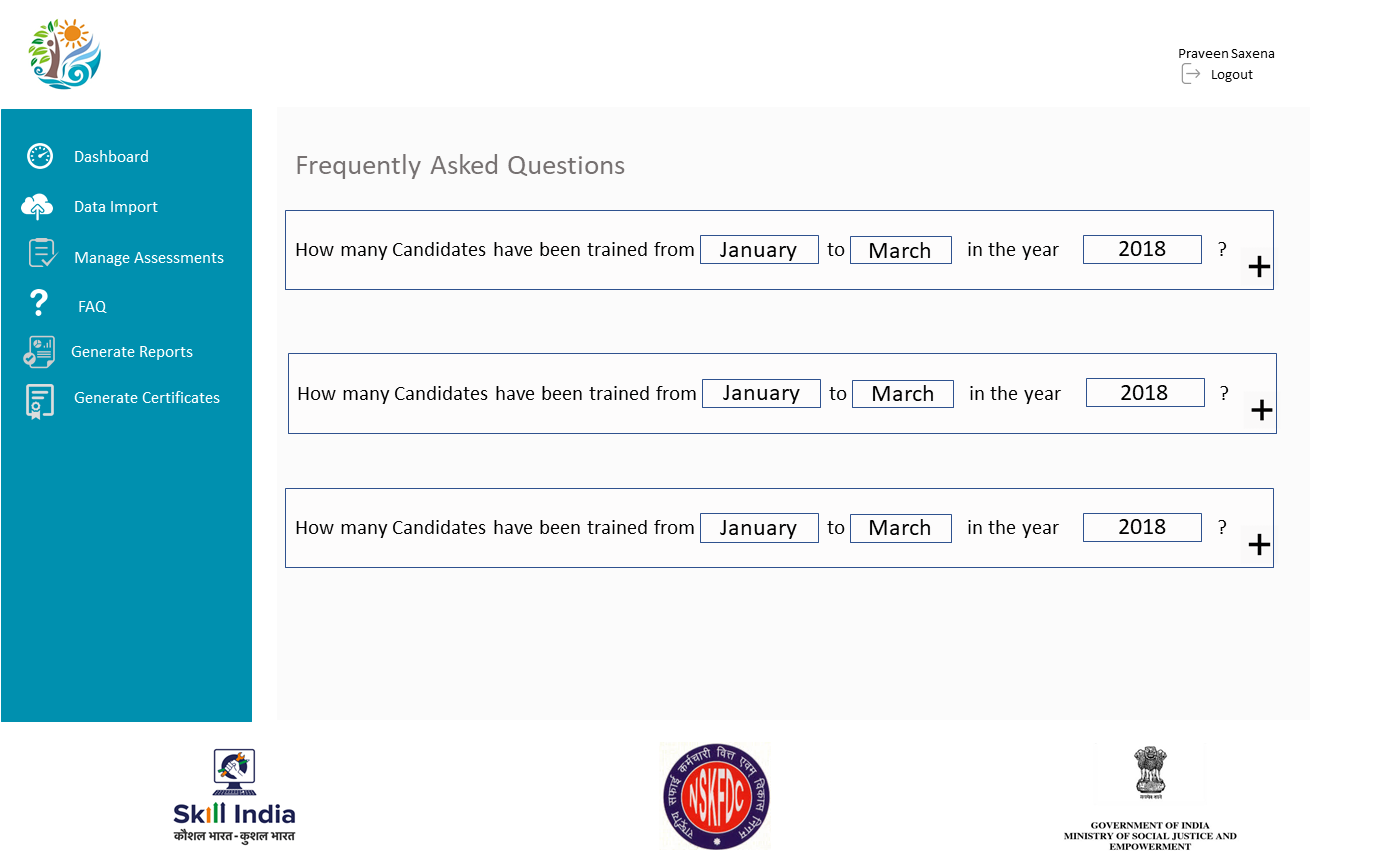 Praveen Saxena
Logout
Dashboard
Data Import
Manage Assessments
FAQ
Generate Reports
Generate Certificates
Frequently Asked Questions
How many Candidates have been trained from January to March in the year 2018 ?
How many Candidates have been trained from January to March in the year 2018 ?
How many Candidates have been trained from January to March in the year 2018 ?
Skill India
कौशल भारत - कुशल भारत
राष्ट्रीय सफाई कर्मचारी वित्त एवम विकास निगम
NSKFDC
सत्यमेव जयते
GOVERNMENT OF INDIA
MINISTRY OF SOCIAL JUSTICE AND
EMPOWERMENT